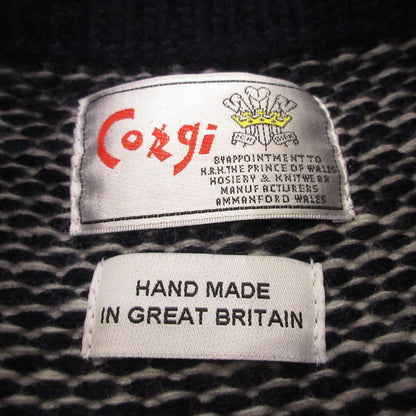 Corgi
BY APPOINTMENT TO
H.R.H. THE PRINCE OF WALES
HOSIERY & KNITWEAR
MANUFACTURERS
AMMANFORD WALES
HAND MADE
IN GREAT BRITAIN